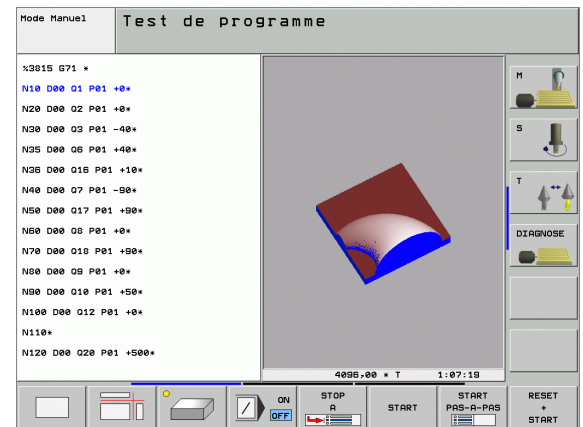 Mode Manuel
Test de programme
%3815 G71 *
N10 D00 Q1 P01 +0*
N20 D00 Q2 P01 +0*
N30 D00 Q3 P01 -40*
N35 D00 Q6 P01 +40*
N36 D00 Q16 P01 +10*
N40 D00 Q7 P01 -90*
N50 D00 Q17 P01 +90*
N60 D00 Q8 P01 +0*
N70 D00 Q18 P01 +90*
N80 D00 Q9 P01 +0*
N90 D00 Q10 P01 +50*
N100 D00 Q12 P01 +0*
N110*
N120 D00 Q20 P01 +500*
4096,00 * T 1:07:19
M
S
T
DIAGNOSE
ON
OFF
STOP
A
START
START
PAS-A-PAS
RESET
+
START